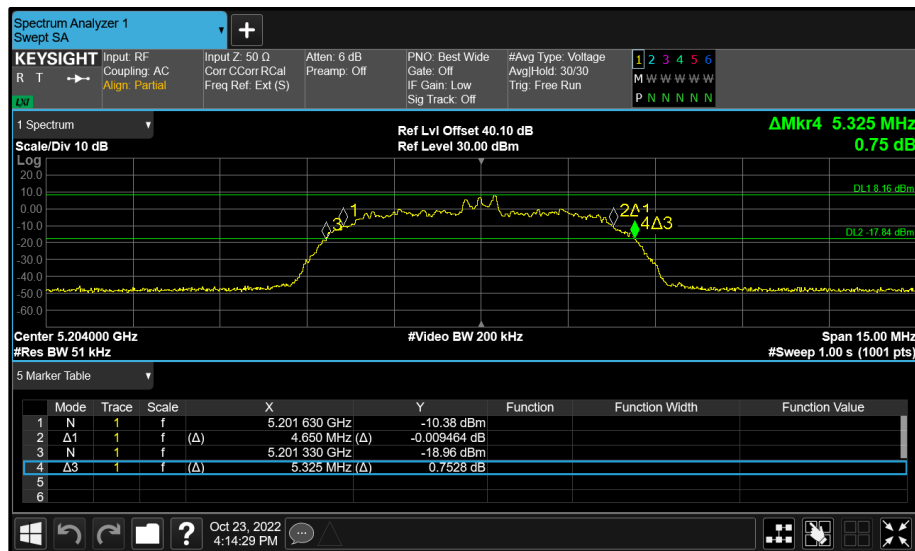 Spectrum Analyzer 1
Swept SA
KEYSIGHT
R T
LXI
Input: RF
Coupling: AC
Align: Partial
Input Z: 50 Ω
Corr CCorr RCal
Freq Ref: Ext (S)
Atten: 6 dB
Preamp: Off
PNO: Best Wide
Gate: Off
IF Gain: Low
Sig Track: Off
#Avg Type: Voltage
Avg|Hold: 30/30
Trig: Free Run
1 2 3 4 5 6
M W W W W W
P N N N N N
1 Spectrum
Scale/Div 10 dB
Ref Lvl Offset 40.10 dB
Ref Level 30.00 dBm
ΔMkr4 5.325 MHz
0.75 dB
Log
20.0
10.0
0.00
-10.0
-20.0
-30.0
-40.0
-50.0
-60.0
DL1 8.16 dBm
1
2Δ1
3
4Δ3
DL2 -17.84 dBm
Center 5.204000 GHz
#Video BW 200 kHz
Span 15.00 MHz
#Res BW 51 kHz
#Sweep 1.00 s (1001 pts)
5 Marker Table
Mode Trace Scale X Y Function Function Width Function Value
1 N 1 f 5.201 630 GHz -10.38 dBm
2 Δ1 1 f (Δ) 4.650 MHz (Δ) -0.009464 dB
3 N 1 f 5.201 330 GHz -18.96 dBm
4 Δ3 1 f (Δ) 5.325 MHz (Δ) 0.7528 dB
5
6
?
Oct 23, 2022
4:14:29 PM